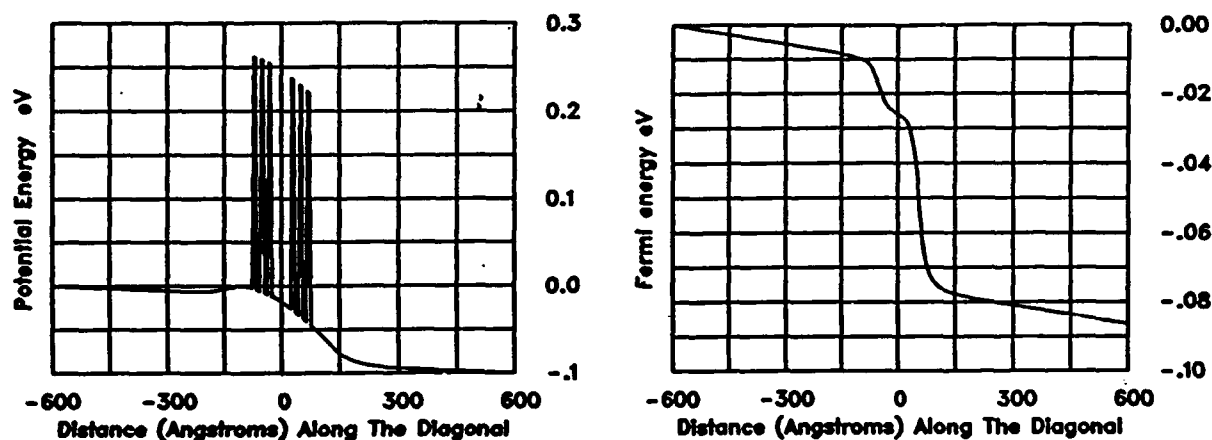 0.3
0.2
0.1
0.0
-.1
Potential Energy eV
-600 -300 0 300 600
Distance (Angstroms) Along The Diagonal
0.00
-.02
-.04
-.06
-.08
-.10
Fermi energy eV
-600 -300 0 300 600
Distance (Angstroms) Along The Diagonal